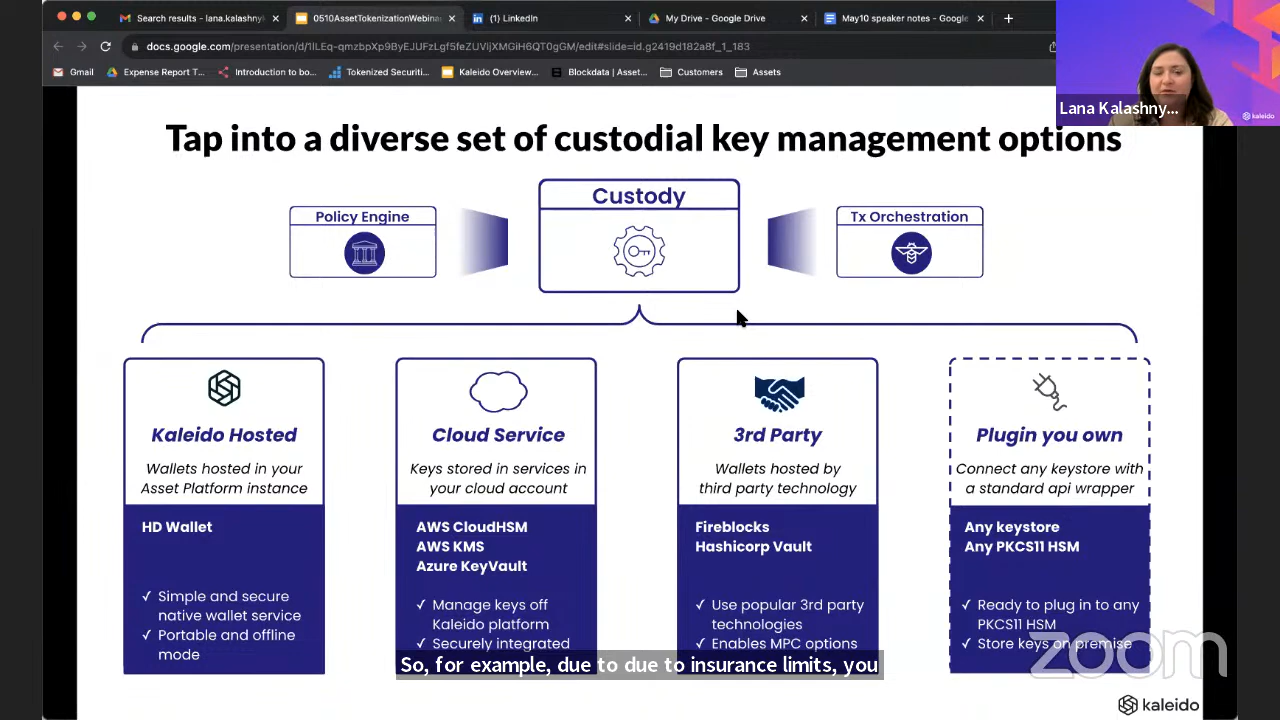 Search results - lana.kalashnyk
0510AssetTokenizationWebina
(1) LinkedIn
My Drive - Google Drive
May10 speaker notes - Google
docs.google.com/presentation/d/1ILEq-qmzbpXp9ByEJUFzLgf5feZUVijXMGiH6QT0gGM/edit#slide=id.g2419d182a8f_1_183
Gmail
Expense Report T...
Introduction to bo...
Tokenized Securiti...
Kaleido Overview...
Blockdata | Asset...
Customers
Assets
Lana Kalashny...
kaleido
Tap into a diverse set of custodial key management options
Policy Engine
Custody
Tx Orchestration
Kaleido Hosted
Wallets hosted in your
Asset Platform instance
HD Wallet
✓ Simple and secure
native wallet service
✓ Portable and offline
mode
Cloud Service
Keys stored in services in
your cloud account
AWS CloudHSM
AWS KMS
Azure KeyVault
✓ Manage keys off
Kaleido platform
✓ Securely integrated
3rd Party
Wallets hosted by
third party technology
Fireblocks
Hashicorp Vault
✓ Use popular 3rd party
technologies
✓ Enables MPC options
Plugin you own
Connect any keystore with
a standard api wrapper
Any keystore
Any PKCS11 HSM
✓ Ready to plug in to any
PKCS11 HSM
✓ Store keys on premise
So, for example, due to due to insurance limits, you
zoom
kaleido